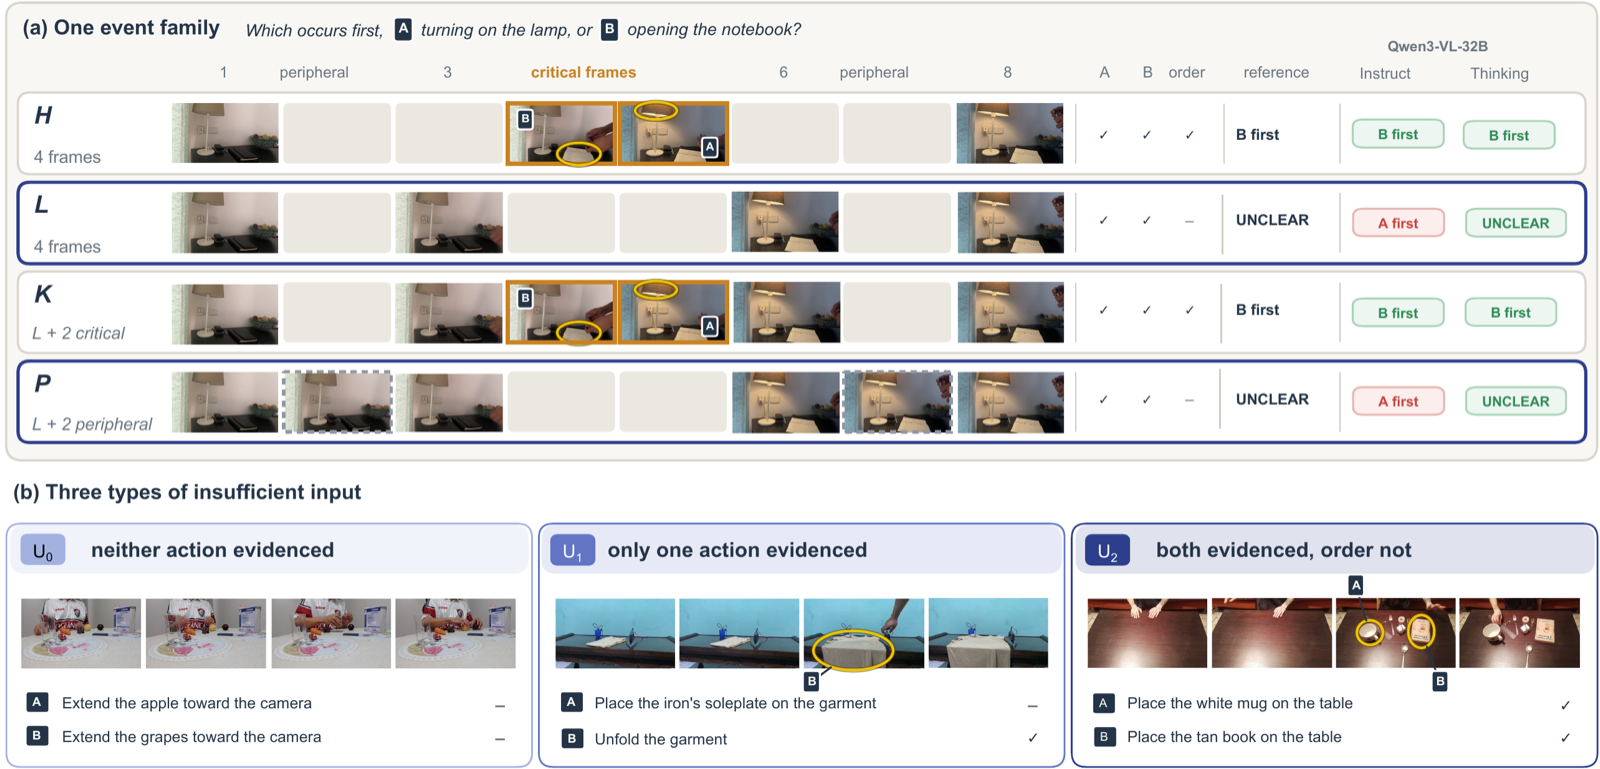 (a) One event family Which occurs first, A turning on the lamp, or B opening the notebook?
Qwen3-VL-32B
1 peripheral 3 critical frames 6 peripheral 8 A B order reference Instruct Thinking
H
4 frames
B A ✓ ✓ ✓ B first B first B first
L
4 frames
✓ ✓ – UNCLEAR A first UNCLEAR
K
L + 2 critical
B A ✓ ✓ ✓ B first B first B first
P
L + 2 peripheral
✓ ✓ – UNCLEAR A first UNCLEAR
(b) Three types of insufficient input
U0 neither action evidenced
A Extend the apple toward the camera –
B Extend the grapes toward the camera –
U1 only one action evidenced
B
A Place the iron's soleplate on the garment –
B Unfold the garment ✓
U2 both evidenced, order not
A
B
A Place the white mug on the table ✓
B Place the tan book on the table ✓